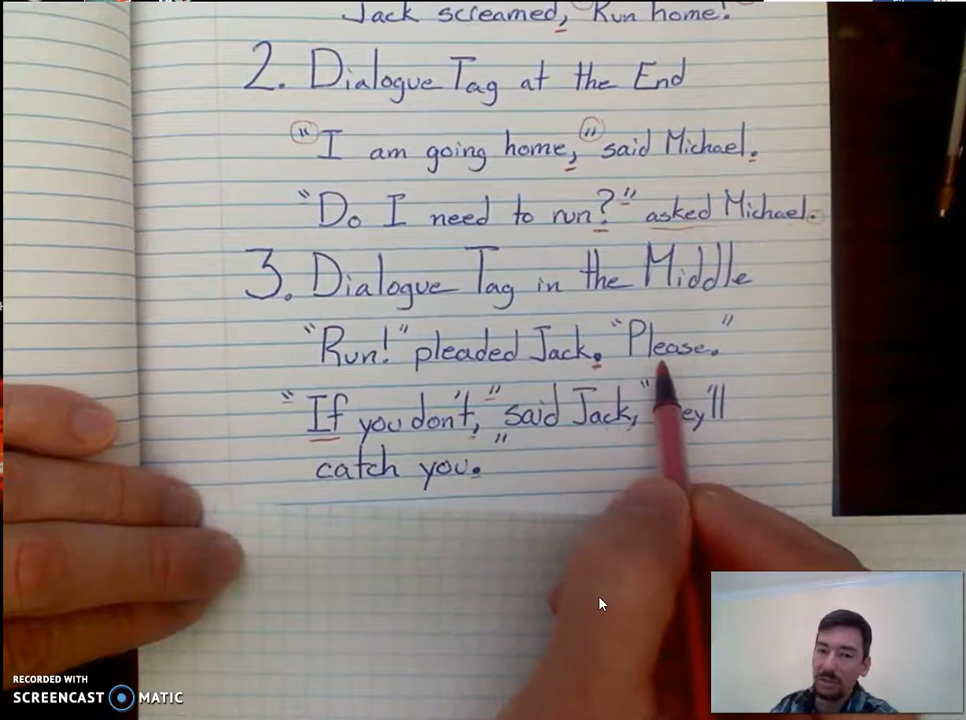 Jack screamed, Run home!"
2. Dialogue Tag at the End
"I am going home," said Michael.
"Do I need to run?" asked Michael.
3. Dialogue Tag in the Middle
"Run!" pleaded Jack. "Please."
"If you don't," said Jack, "ey'll
catch you."
RECORDED WITH
SCREENCAST MATIC